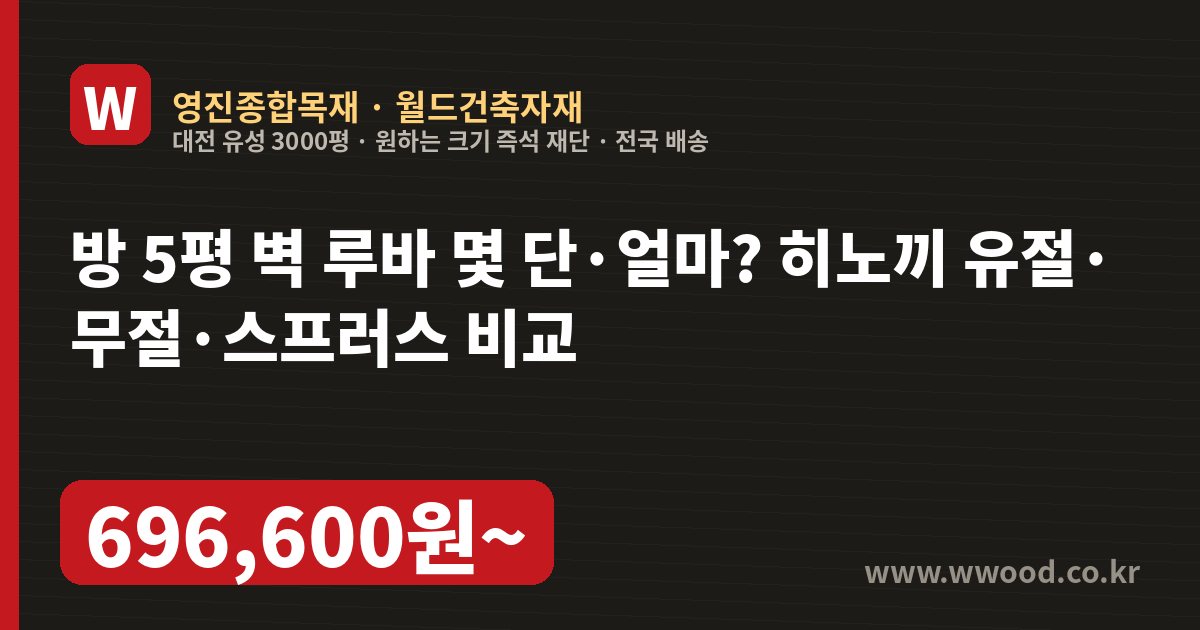 W
영진종합목재 · 월드건축자재
대전 유성 3000평 · 원하는 크기 즉석 재단 · 전국 배송
방 5평 벽 루바 몇 단·얼마? 히노끼 유절·
무절·스프러스 비교
696,600원~
www.wwood.co.kr